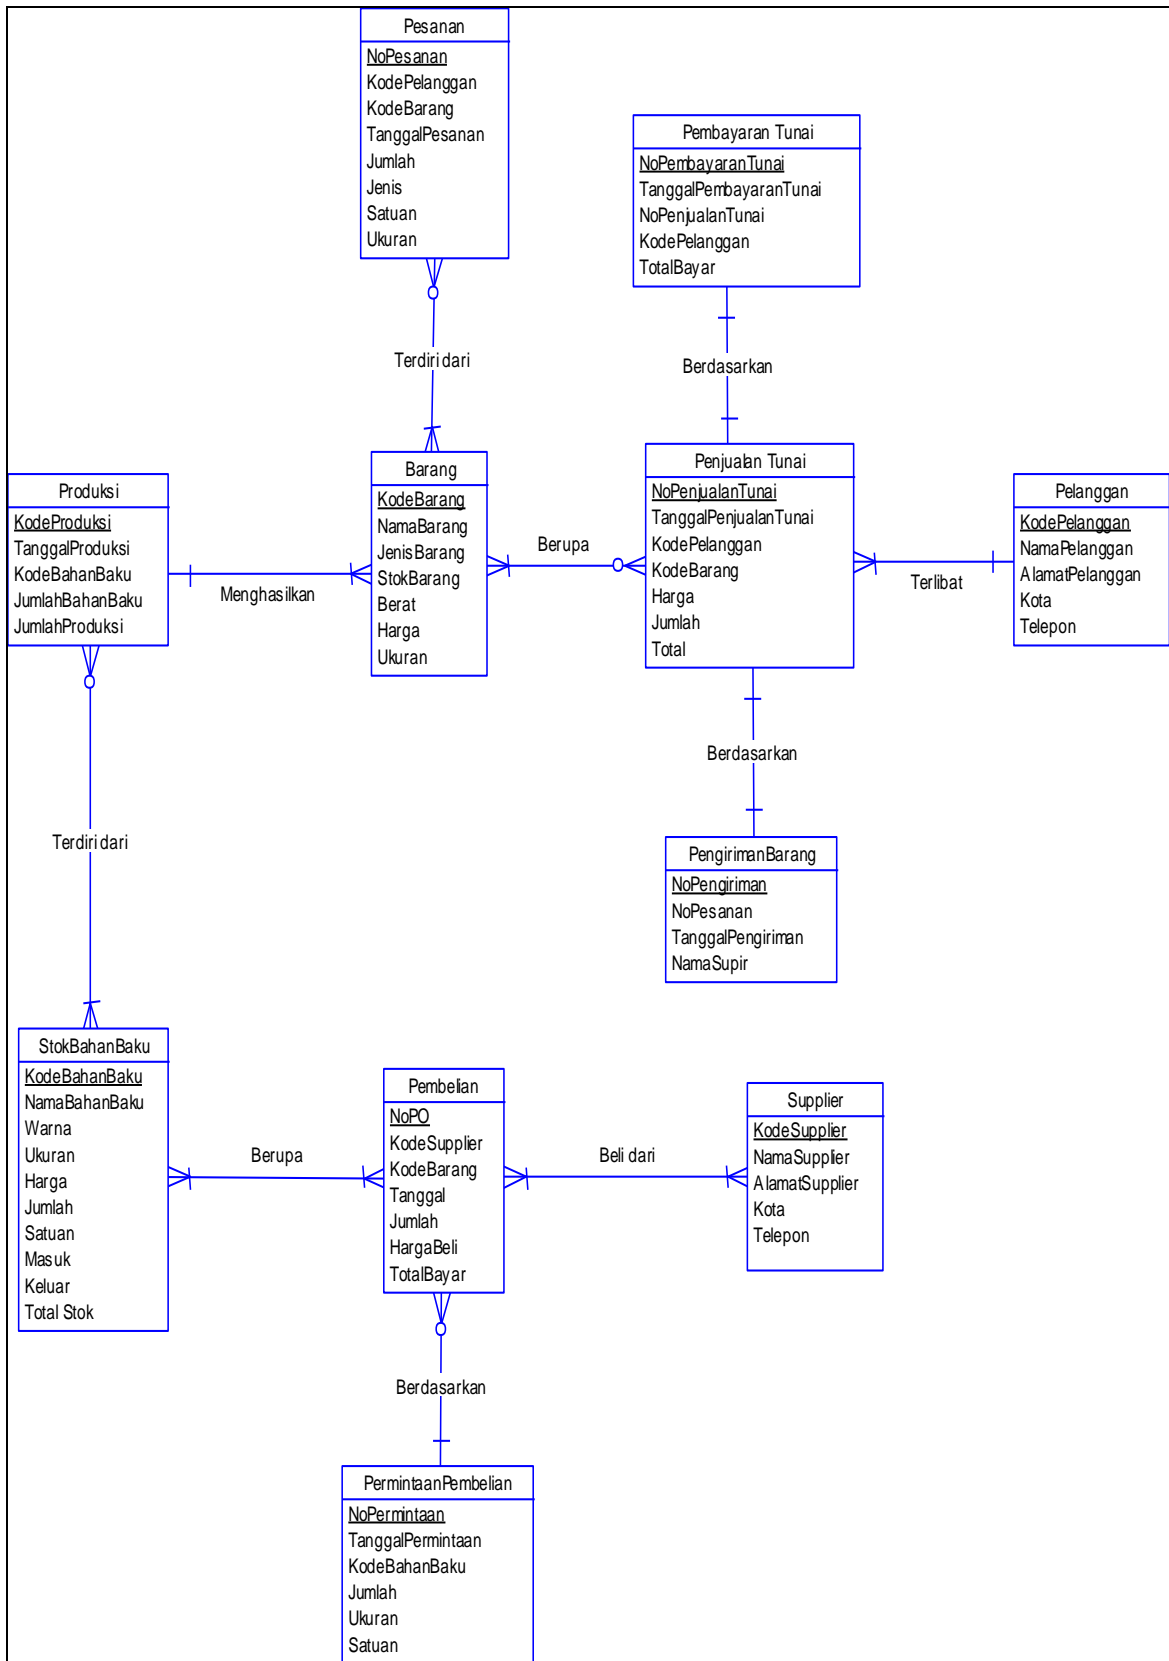 Pesanan
NoPesanan
KodePelanggan
KodeBarang
TanggalPesanan
Jumlah
Jenis
Satuan
Ukuran
Pembayaran Tunai
NoPembayaranTunai
TanggalPembayaranTunai
NoPenjualanTunai
KodePelanggan
TotalBayar
Terdiri dari
Berdasarkan
Produksi
KodeProduksi
TanggalProduksi
KodeBahanBaku
JumlahBahanBaku
JumlahProduksi
Menghasilkan
Barang
KodeBarang
NamaBarang
JenisBarang
StokBarang
Berat
Harga
Ukuran
Berupa
Penjualan Tunai
NoPenjualanTunai
TanggalPenjualanTunai
KodePelanggan
KodeBarang
Harga
Jumlah
Total
Terlibat
Pelanggan
KodePelanggan
NamaPelanggan
AlamatPelanggan
Kota
Telepon
Berdasarkan
Terdiri dari
PengirimanBarang
NoPengiriman
NoPesanan
TanggalPengiriman
NamaSupir
StokBahanBaku
KodeBahanBaku
NamaBahanBaku
Warna
Ukuran
Harga
Jumlah
Satuan
Masuk
Keluar
Total Stok
Berupa
Pembelian
NoPO
KodeSupplier
KodeBarang
Tanggal
Jumlah
HargaBeli
TotalBayar
Beli dari
Supplier
KodeSupplier
NamaSupplier
AlamatSupplier
Kota
Telepon
Berdasarkan
PermintaanPembelian
NoPermintaan
TanggalPermintaan
KodeBahanBaku
Jumlah
Ukuran
Satuan